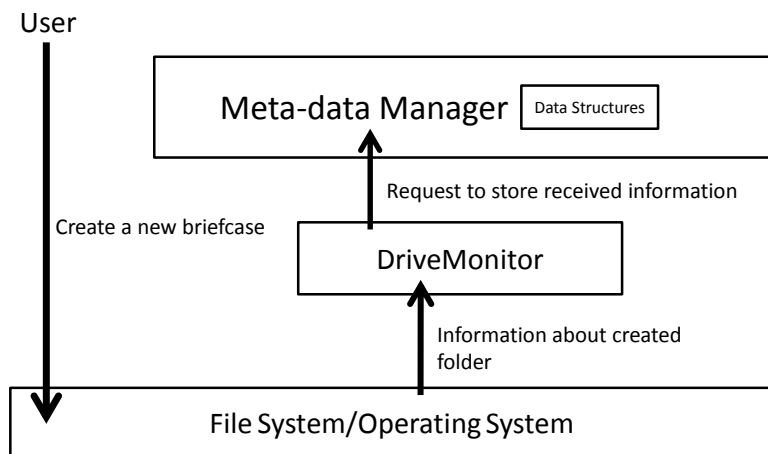 User
Meta-data Manager
Data Structures
Request to store received information
Create a new briefcase
DriveMonitor
Information about created
folder
File System/Operating System